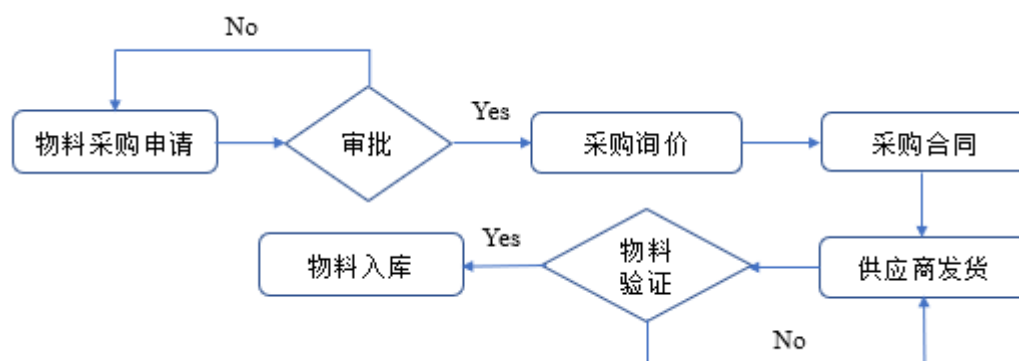 No
物料采购申请
审批
Yes
采购询价
采购合同
物料入库
Yes
物料
验证
供应商发货
No